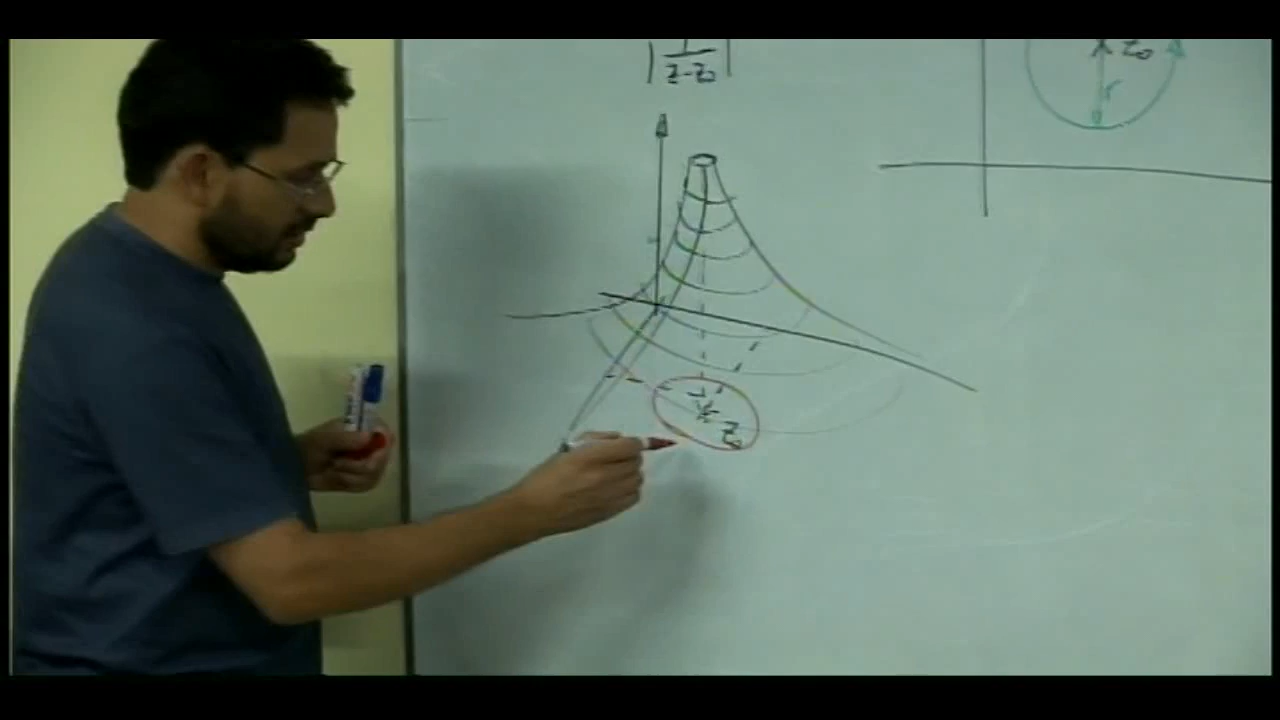 |1/(z-z₀)|
z₀
r
z₀